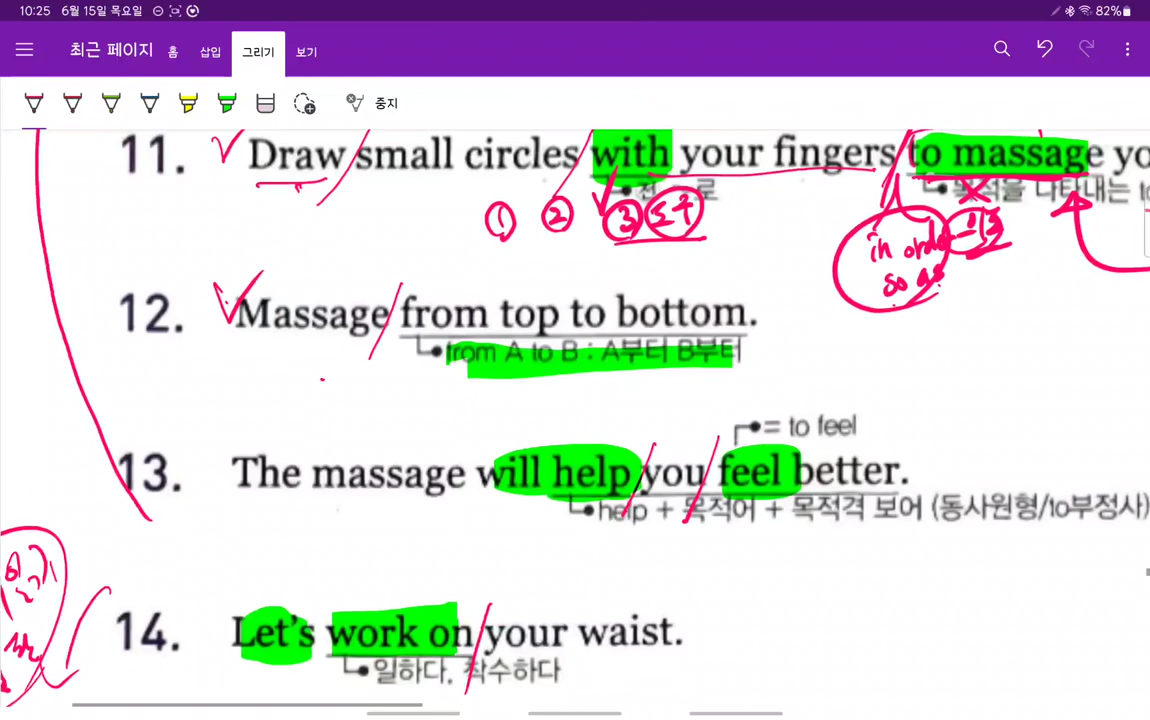 10:25 6월 15일 목요일 82%
최근 페이지 홈 삽입 그리기 보기
중지
11. Draw small circles with your fingers to massage yo
을 나타내는 to
① ② ③
in order
so as
12. Massage from top to bottom.
from A to B : A부터 B부터
= to feel
13. The massage will help you feel better.
help + 목적어 + 목적격 보어 (동사원형/to부정사)
14. Let's work on your waist.
일하다, 착수하다